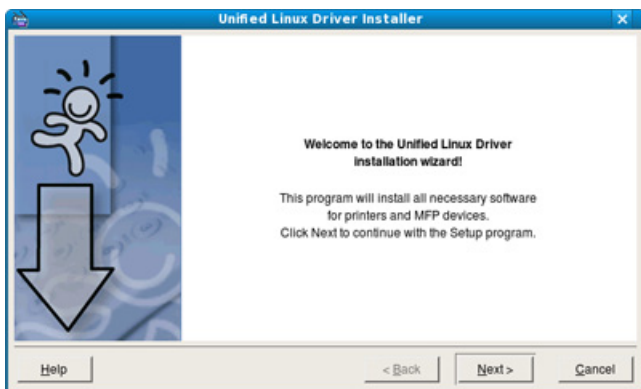 Unified Linux Driver Installer
Welcome to the Unified Linux Driver
installation wizard!
This program will install all necessary software
for printers and MFP devices.
Click Next to continue with the Setup program.
Help
< Back
Next >
Cancel